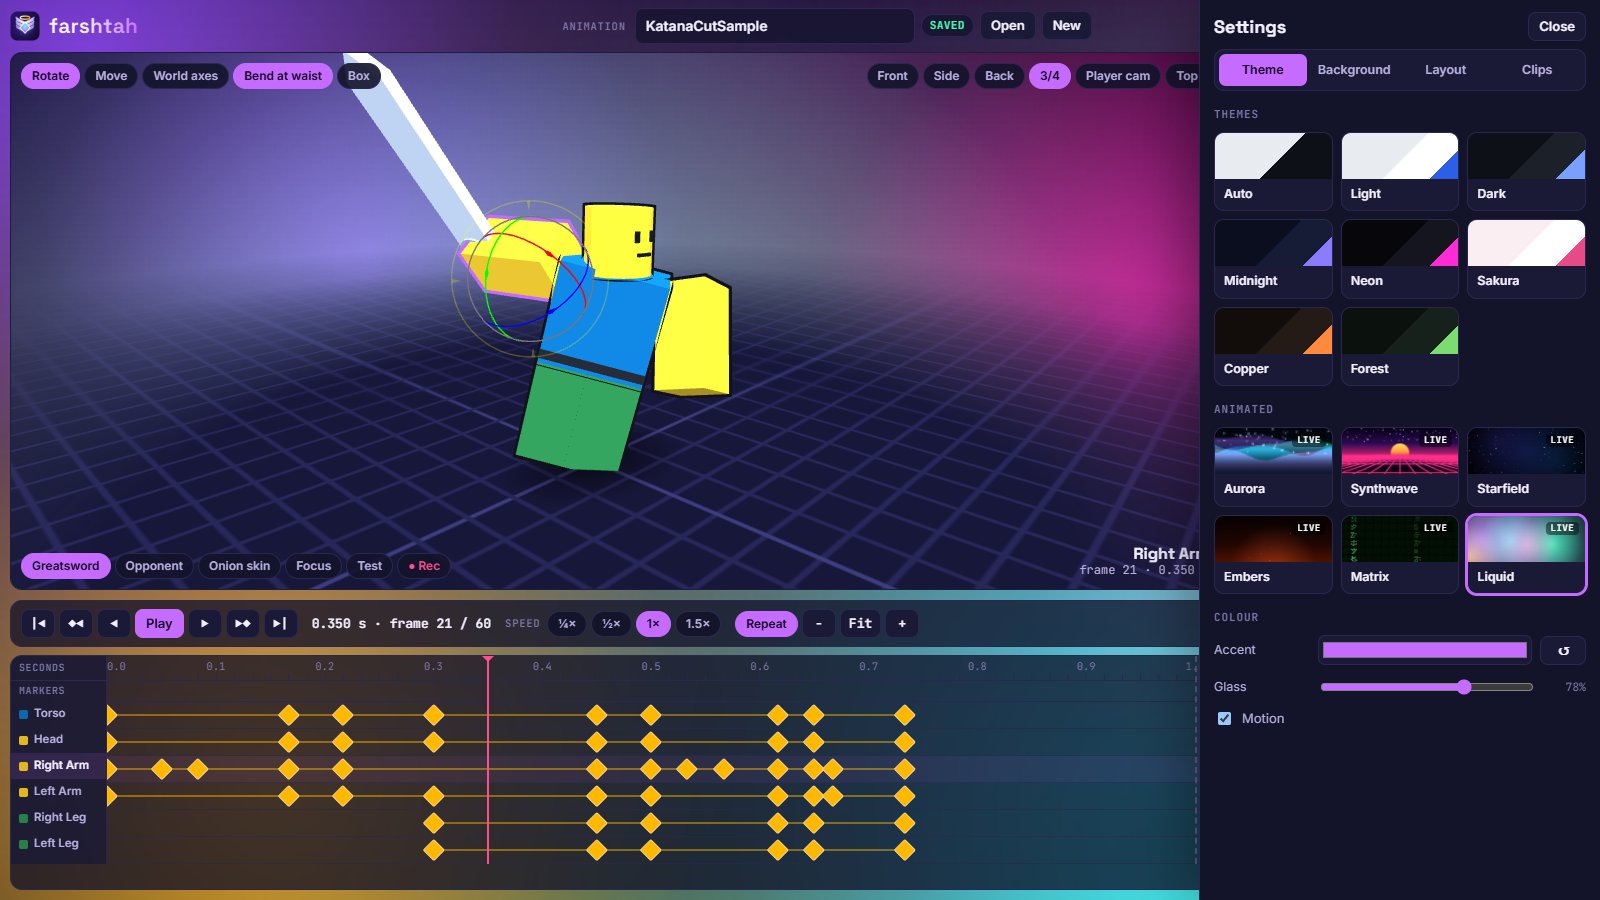 farshtah
ANIMATION KatanaCutSample SAVED Open New
Rotate Move World axes Bend at waist Box
Front Side Back 3/4 Player cam Top
Greatsword Opponent Onion skin Focus Test ● Rec
Right Ar
frame 21 · 0.350
Play 0.350 s · frame 21 / 60 SPEED ¼× ½× 1× 1.5× Repeat - Fit +
SECONDS 0.0 0.1 0.2 0.3 0.4 0.5 0.6 0.7 0.8 0.9 1.
MARKERS
Torso
Head
Right Arm
Left Arm
Right Leg
Left Leg
Settings Close
Theme Background Layout Clips
THEMES
Auto Light Dark
Midnight Neon Sakura
Copper Forest
ANIMATED
LIVE LIVE LIVE
Aurora Synthwave Starfield
LIVE LIVE LIVE
Embers Matrix Liquid
COLOUR
Accent
Glass 78%
Motion